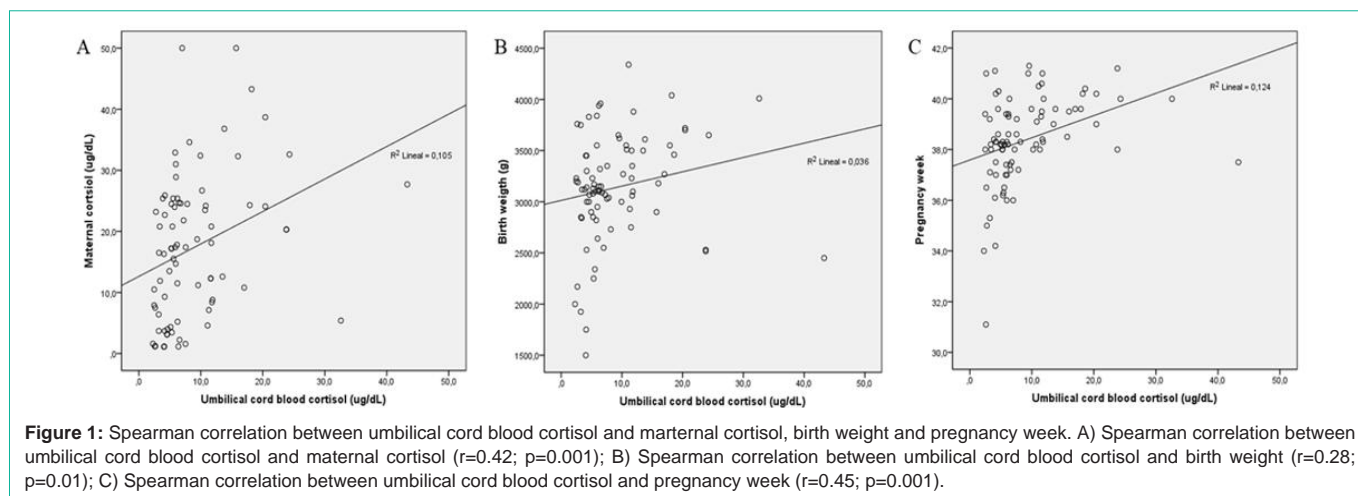 A
50,0
40,0
30,0
20,0
10,0
,0
Maternal cortsiol (ug/dL)
R² Lineal = 0,105
,0 10,0 20,0 30,0 40,0 50,0
Umbilical cord blood cortisol (ug/dL)
B
4500,0
4000,0
3500,0
3000,0
2500,0
2000,0
1500,0
Birth weigth (g)
R² Lineal = 0,036
,0 10,0 20,0 30,0 40,0 50,0
Umbilical cord blood cortisol (ug/dL)
C
42,0
40,0
38,0
36,0
34,0
32,0
30,0
Pregnancy week
R² Lineal = 0,124
,0 10,0 20,0 30,0 40,0 50,0
Umbilical cord blood cortisol (ug/dL)
Figure 1: Spearman correlation between umbilical cord blood cortisol and marternal cortisol, birth weight and pregnancy week. A) Spearman correlation between
umbilical cord blood cortisol and maternal cortisol (r=0.42; p=0.001); B) Spearman correlation between umbilical cord blood cortisol and birth weight (r=0.28;
p=0.01); C) Spearman correlation between umbilical cord blood cortisol and pregnancy week (r=0.45; p=0.001).